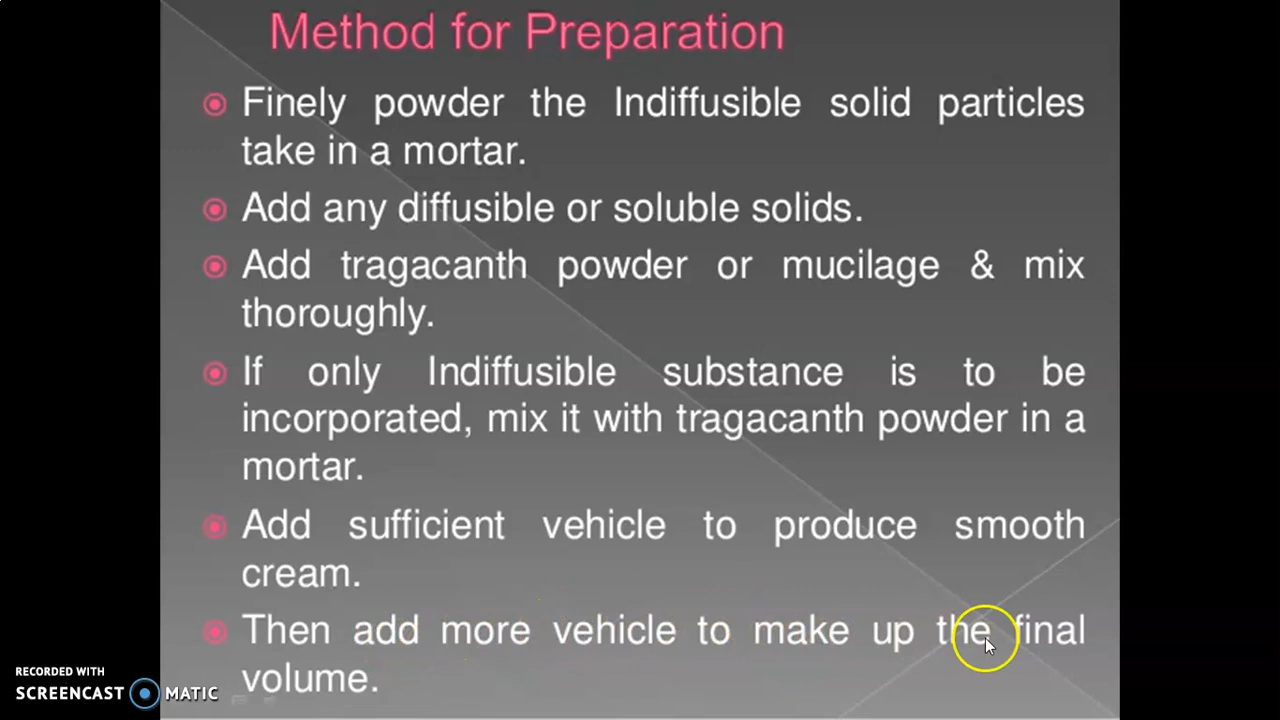 Method for Preparation
Finely powder the Indiffusible solid particles
take in a mortar.
Add any diffusible or soluble solids.
Add tragacanth powder or mucilage & mix
thoroughly.
If only Indiffusible substance is to be
incorporated, mix it with tragacanth powder in a
mortar.
Add sufficient vehicle to produce smooth
cream.
Then add more vehicle to make up the final
volume.
RECORDED WITH
SCREENCAST MATIC